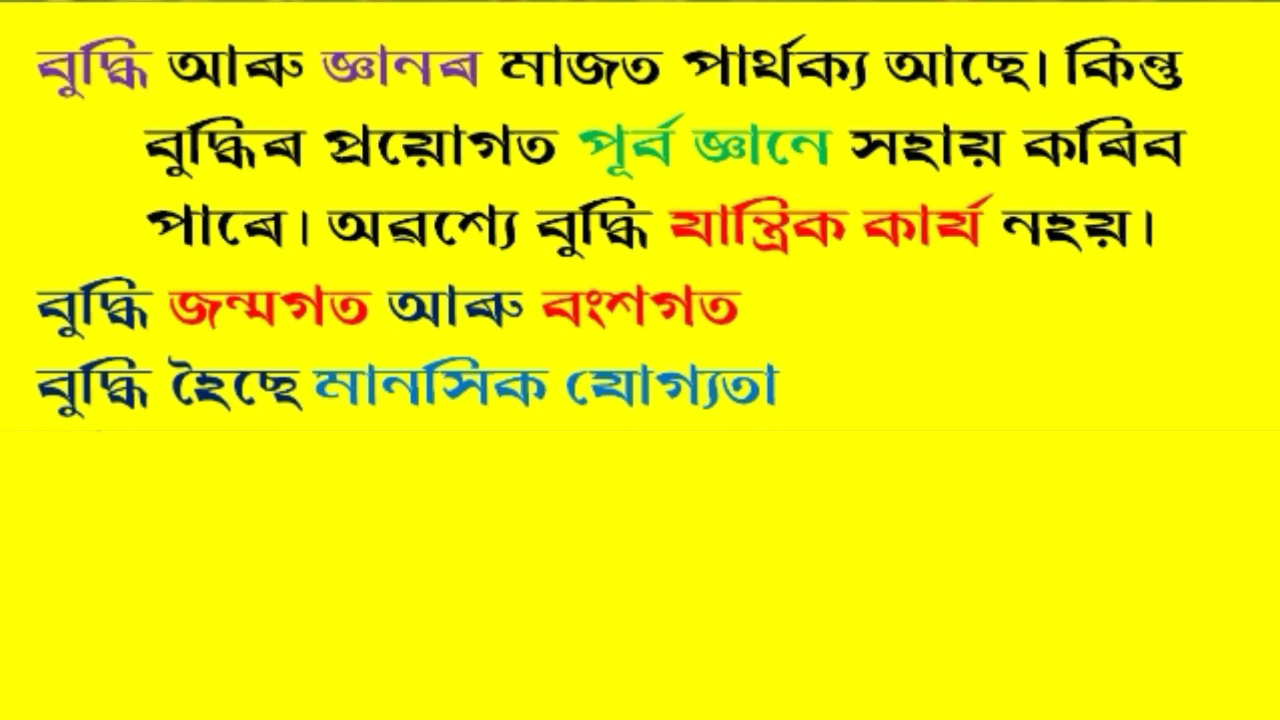 বুদ্ধি আৰু জ্ঞানৰ মাজত পাৰ্থক্য আছে। কিন্তু
বুদ্ধিৰ প্ৰয়োগত পূৰ্ব জ্ঞানে সহায় কৰিব
পাৰে। অৱশ্যে বুদ্ধি যান্ত্ৰিক কাৰ্য নহয়।
বুদ্ধি জন্মগত আৰু বংশগত
বুদ্ধি হৈছে মানসিক যোগ্যতা